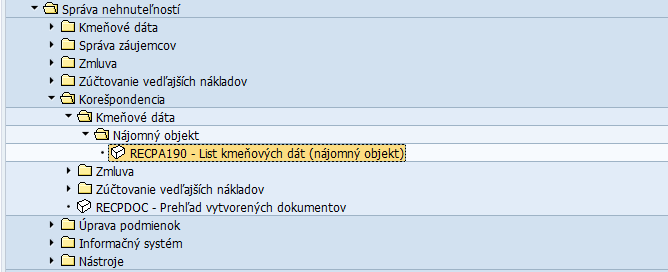 Správa nehnuteľností
Kmeňové dáta
Správa záujemcov
Zmluva
Zúčtovanie vedľajších nákladov
Korešpondencia
Kmeňové dáta
Nájomný objekt
RECPA190 - List kmeňových dát (nájomný objekt)
Zmluva
Zúčtovanie vedľajších nákladov
RECPDOC - Prehľad vytvorených dokumentov
Úprava podmienok
Informačný systém
Nástroje